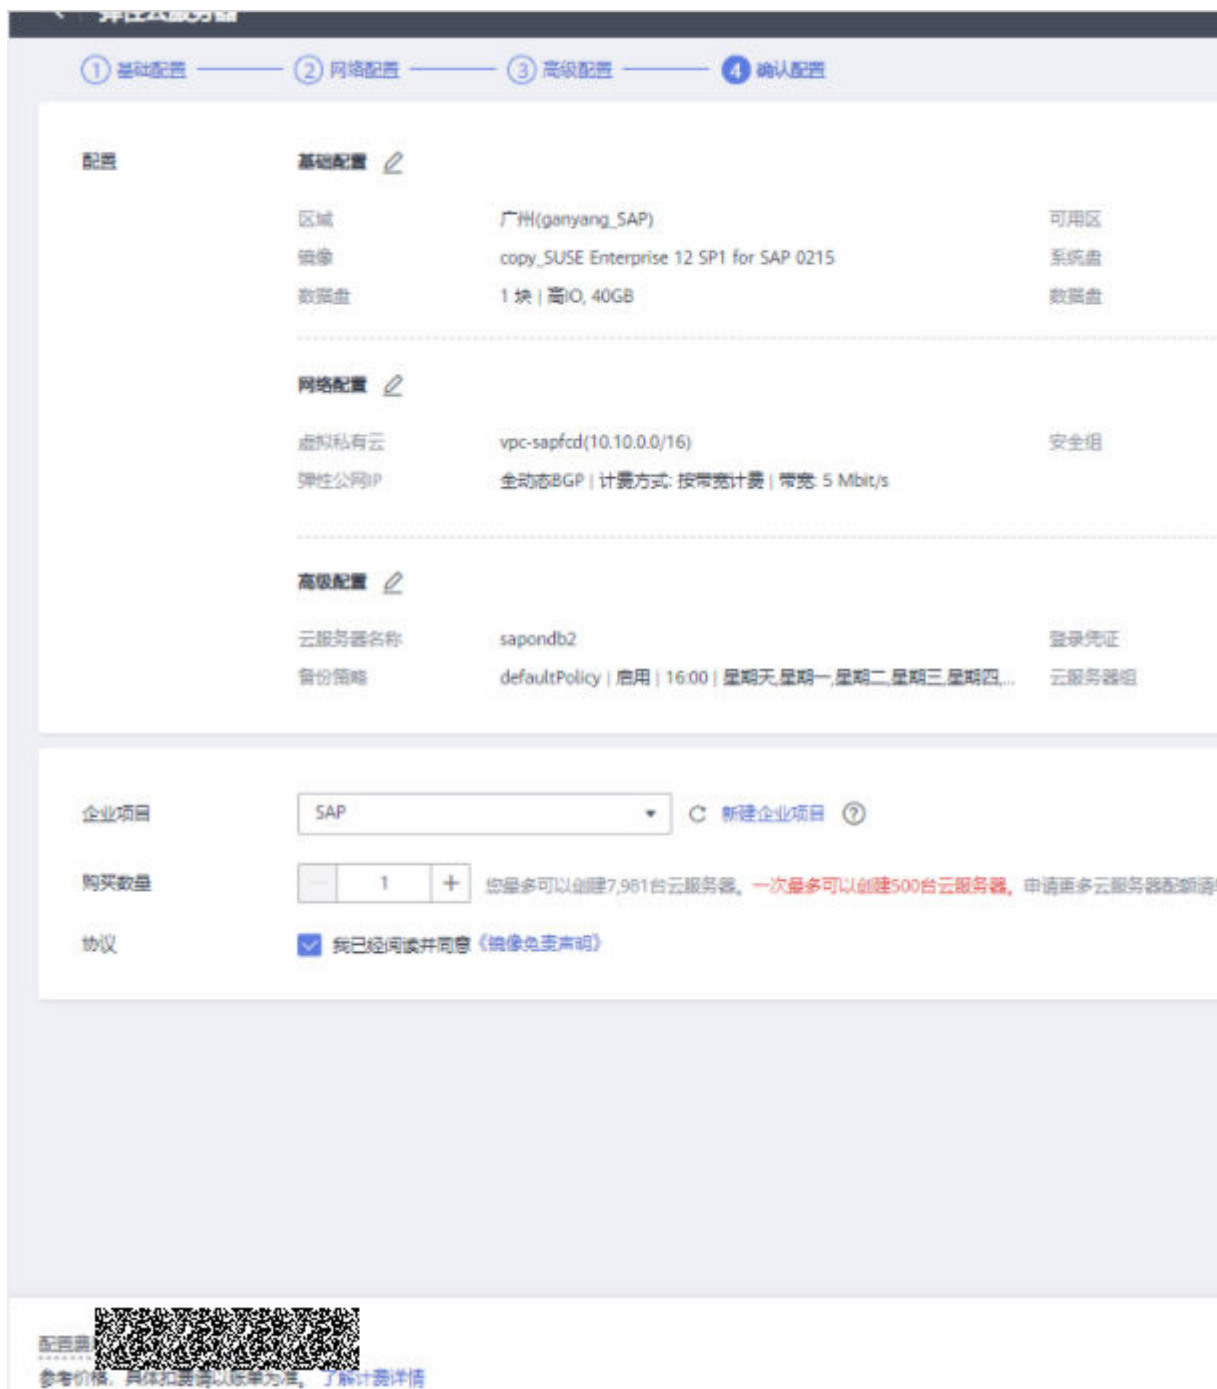 弹性云服务器
1 基础配置 2 网络配置 3 高级配置 4 确认配置
配置 基础配置
区域 广州(ganyang_SAP) 可用区
镜像 copy_SUSE Enterprise 12 SP1 for SAP 0215 系统盘
数据盘 1 块 | 高IO, 40GB 数据盘
网络配置
虚拟私有云 vpc-sapfcd(10.10.0.0/16) 安全组
弹性公网IP 全动态BGP | 计费方式: 按带宽计费 | 带宽: 5 Mbit/s
高级配置
云服务器名称 sapondb2 登录凭证
备份策略 defaultPolicy | 启用 | 16:00 | 星期天,星期一,星期二,星期三,星期四,... 云服务器组
企业项目 SAP 新建企业项目 ?
购买数量 — 1 + 您最多可以创建7,981台云服务器。一次最多可以创建500台云服务器。申请更多云服务器配额请
协议 我已经阅读并同意《镜像免责声明》
配置费
参考价格，具体扣费请以账单为准。 了解计费详情